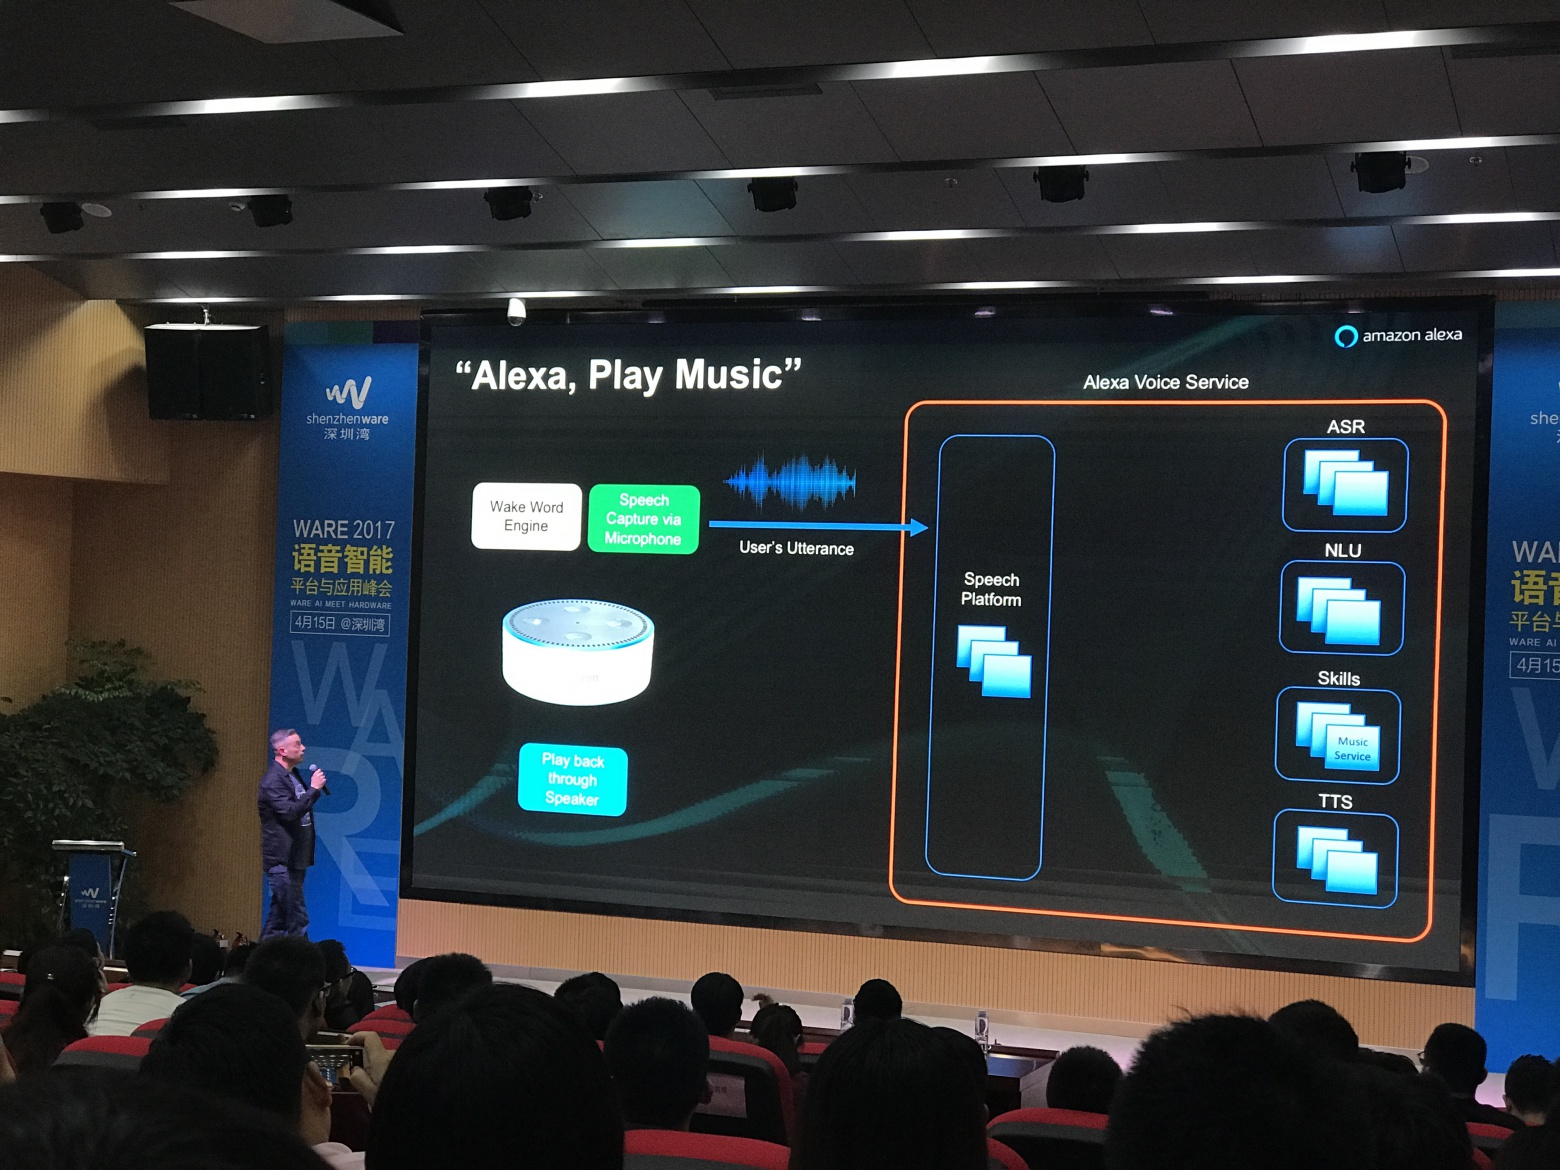 amazon alexa
“Alexa, Play Music”
Alexa Voice Service
ASR
Wake Word
Engine
Speech
Capture via
Microphone
User's Utterance
NLU
Speech
Platform
Skills
Music
Service
Play back
through
Speaker
TTS
shenzhenware
深圳湾
WARE 2017
语音智能
平台与应用峰会
WARE AI MEET HARDWARE
4月15日 @深圳湾
WARE
shenzhenware
she
WA
语音
平台与
WARE AI
4月15